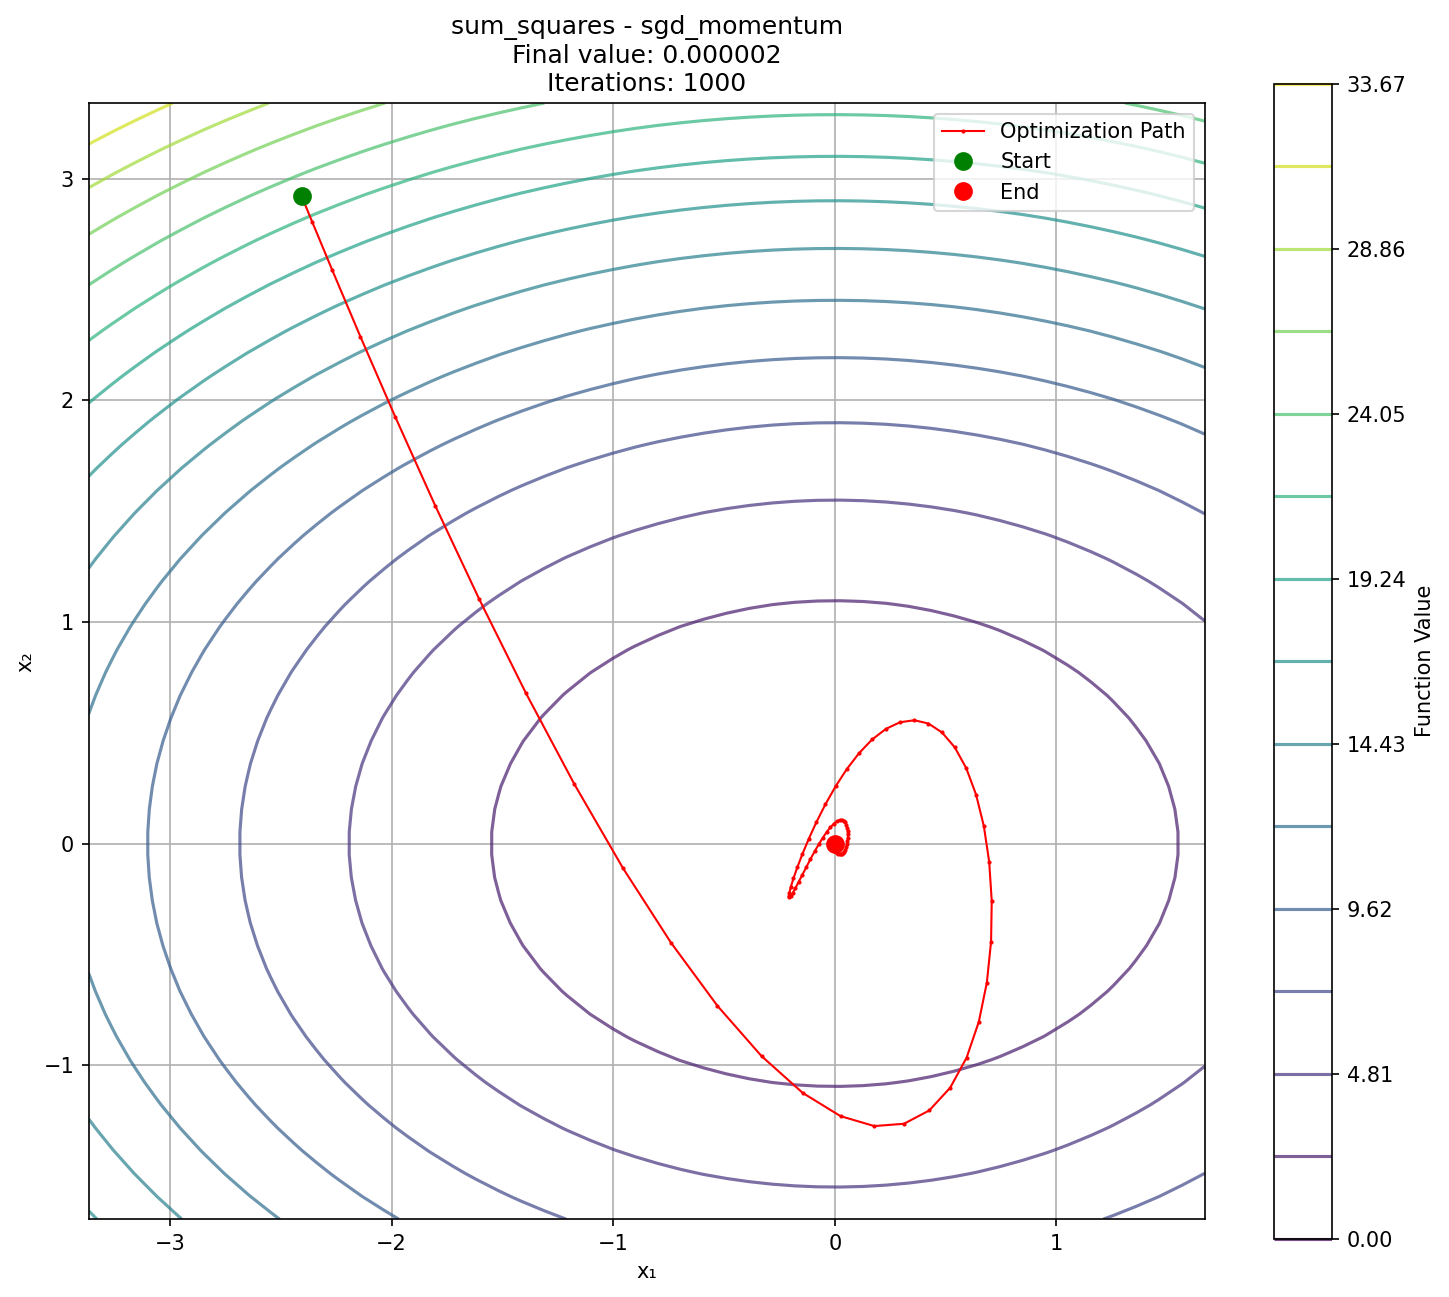 sum_squares - sgd_momentum
Final value: 0.000002
Iterations: 1000
Optimization Path
Start
End
3
2
1
0
−1
x₂
−3
−2
−1
0
1
x₁
33.67
28.86
24.05
19.24
14.43
9.62
4.81
0.00
Function Value